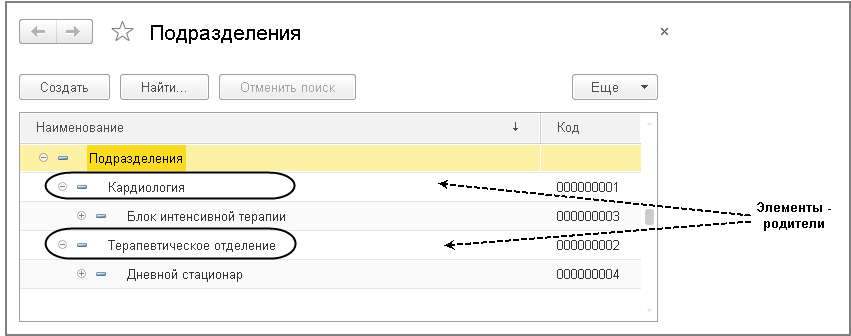 Подразделения
Создать Найти... Отменить поиск Еще
Наименование Код
Подразделения
Кардиология 000000001
Блок интенсивной терапии 000000003
Терапевтическое отделение 000000002
Дневной стационар 000000004
Элементы -
родители